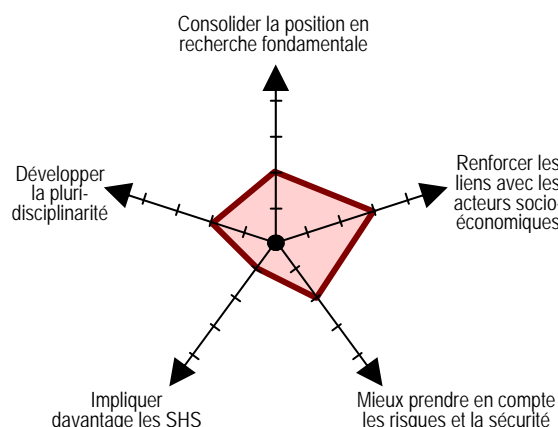 Consolider la position en
recherche fondamentale
Renforcer les
liens avec les
acteurs socio-
économiques
Développer
la pluri-
disciplinarité
Impliquer
davantage les SHS
Mieux prendre en compte
les risques et la sécurité